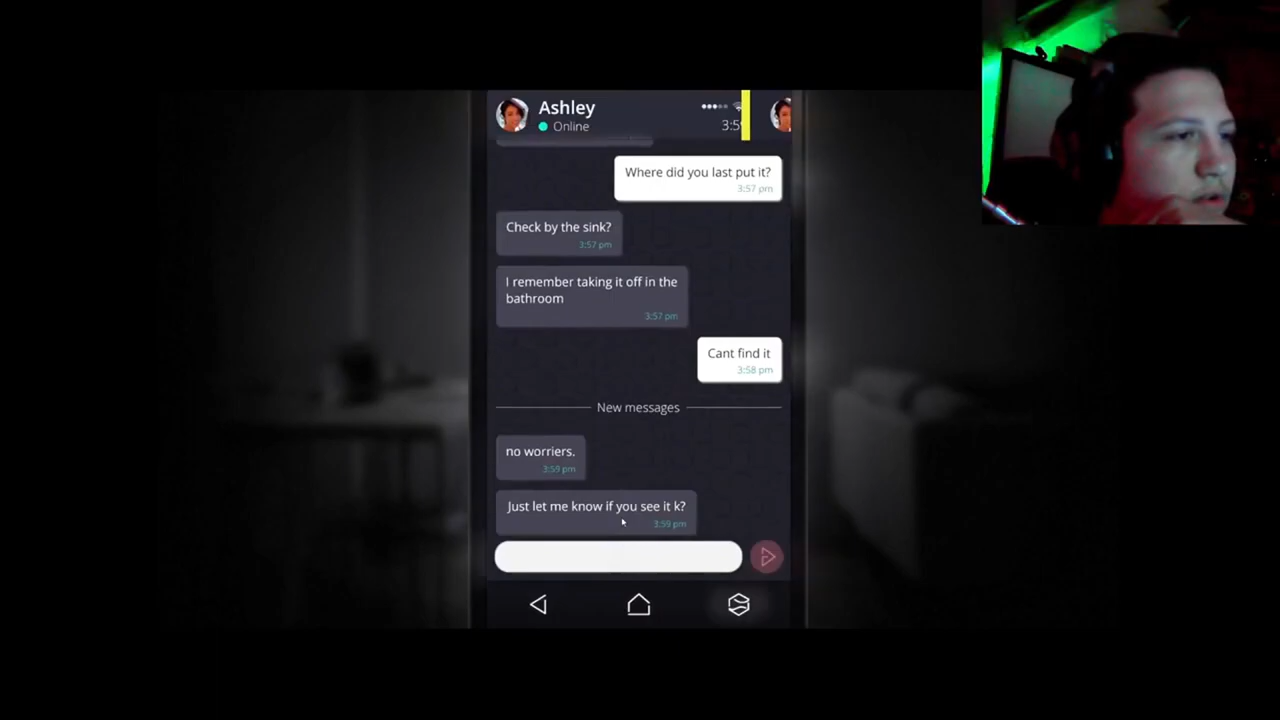 Ashley
Online
3:5
Where did you last put it?
3:57 pm
Check by the sink?
3:57 pm
I remember taking it off in the
bathroom
3:57 pm
Cant find it
3:58 pm
New messages
no worriers.
3:59 pm
Just let me know if you see it k?
3:59 pm